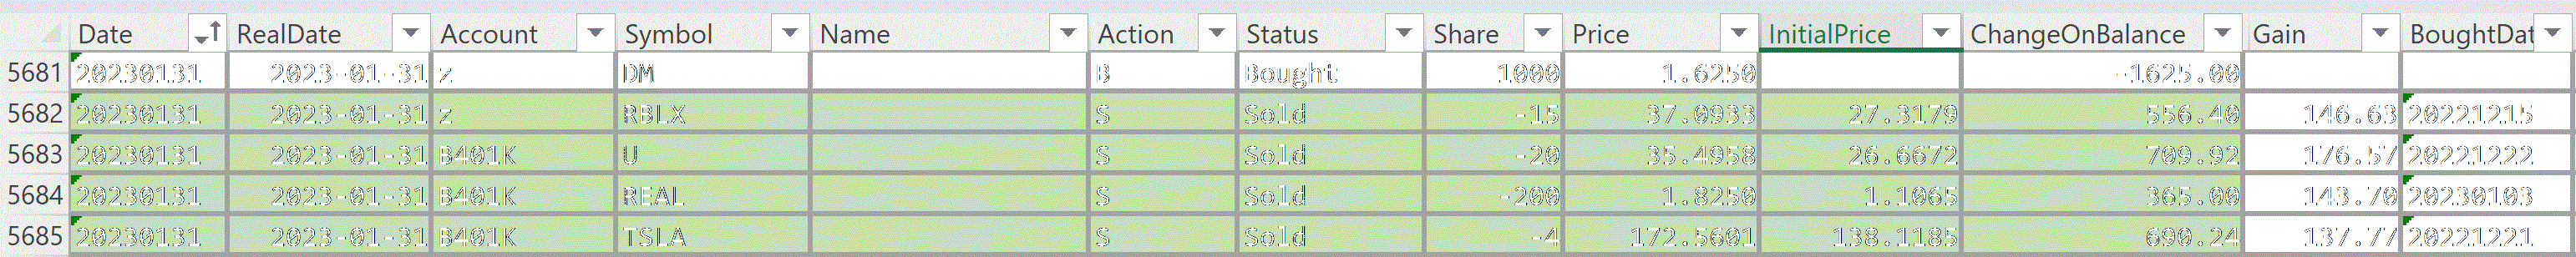 Date RealDate Account Symbol Name Action Status Share Price InitialPrice ChangeOnBalance Gain BoughtDat
5681 20230131 2023-01-31 z DM B Bought 1000 1.6250 -1625.00
5682 20230131 2023-01-31 z RBLX S Sold -15 37.0933 27.3179 556.40 146.63 20221215
5683 20230131 2023-01-31 B401K U S Sold -20 35.4958 26.6672 709.92 176.57 20221222
5684 20230131 2023-01-31 B401K REAL S Sold -200 1.8250 1.1065 365.00 143.70 20230103
5685 20230131 2023-01-31 B401K TSLA S Sold -4 172.5601 138.1185 690.24 137.77 20221221